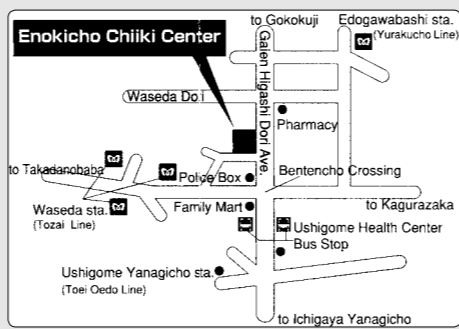 to Gokokuji
Edogawabashi sta.
(Yurakucho Line)
Enokicho Chiiki Center
Gaien Higashi Dori Ave.
Waseda Do i
Pharmacy
to Takadanobaba
Police Box
Bentencho Crossing
Waseda sta.
(Tozai Line)
Family Mart
to Kagurazaka
Ushigome Health Center
Bus Stop
Ushigome Yanagicho sta.
(Toei Oedo Line)
to Ichigaya Yanagicho